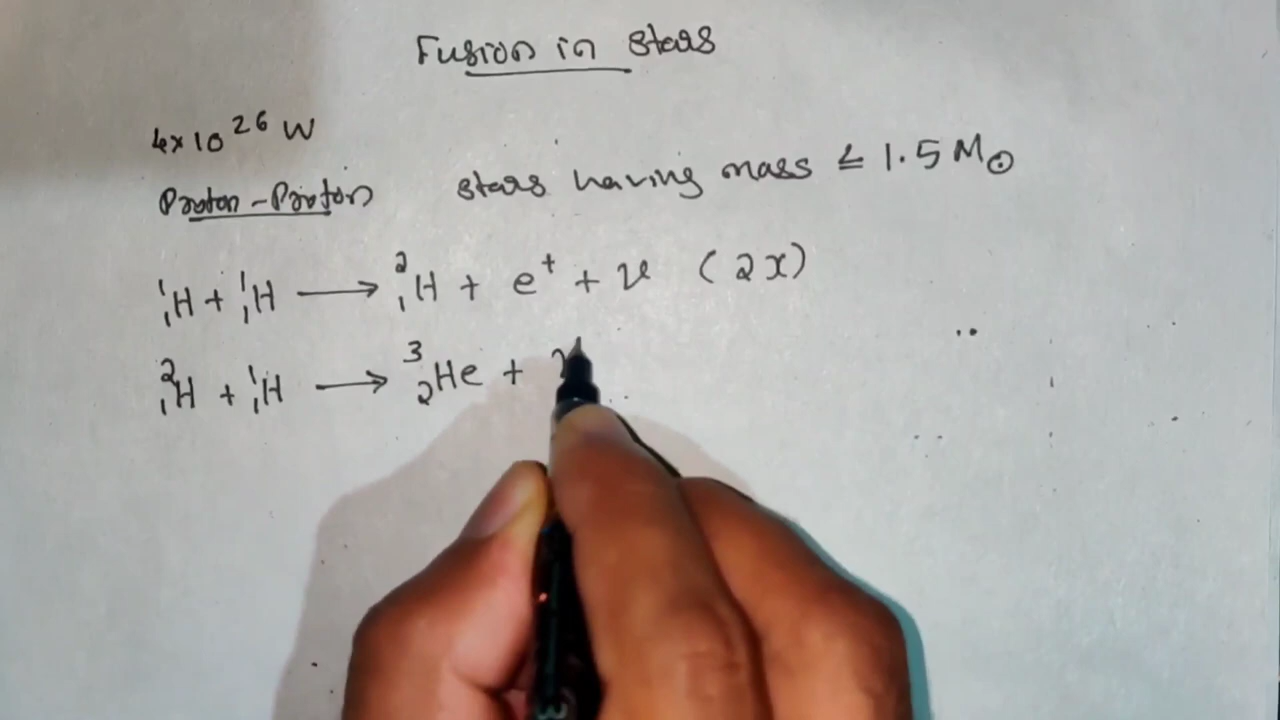 Fusion in stars
4×10²⁶ W
Proton-Proton stars having mass ≤ 1.5 M☉
¹₁H + ¹₁H ⟶ ²₁H + e⁺ + ν (2x)
²₁H + ¹₁H ⟶ ³₂He +